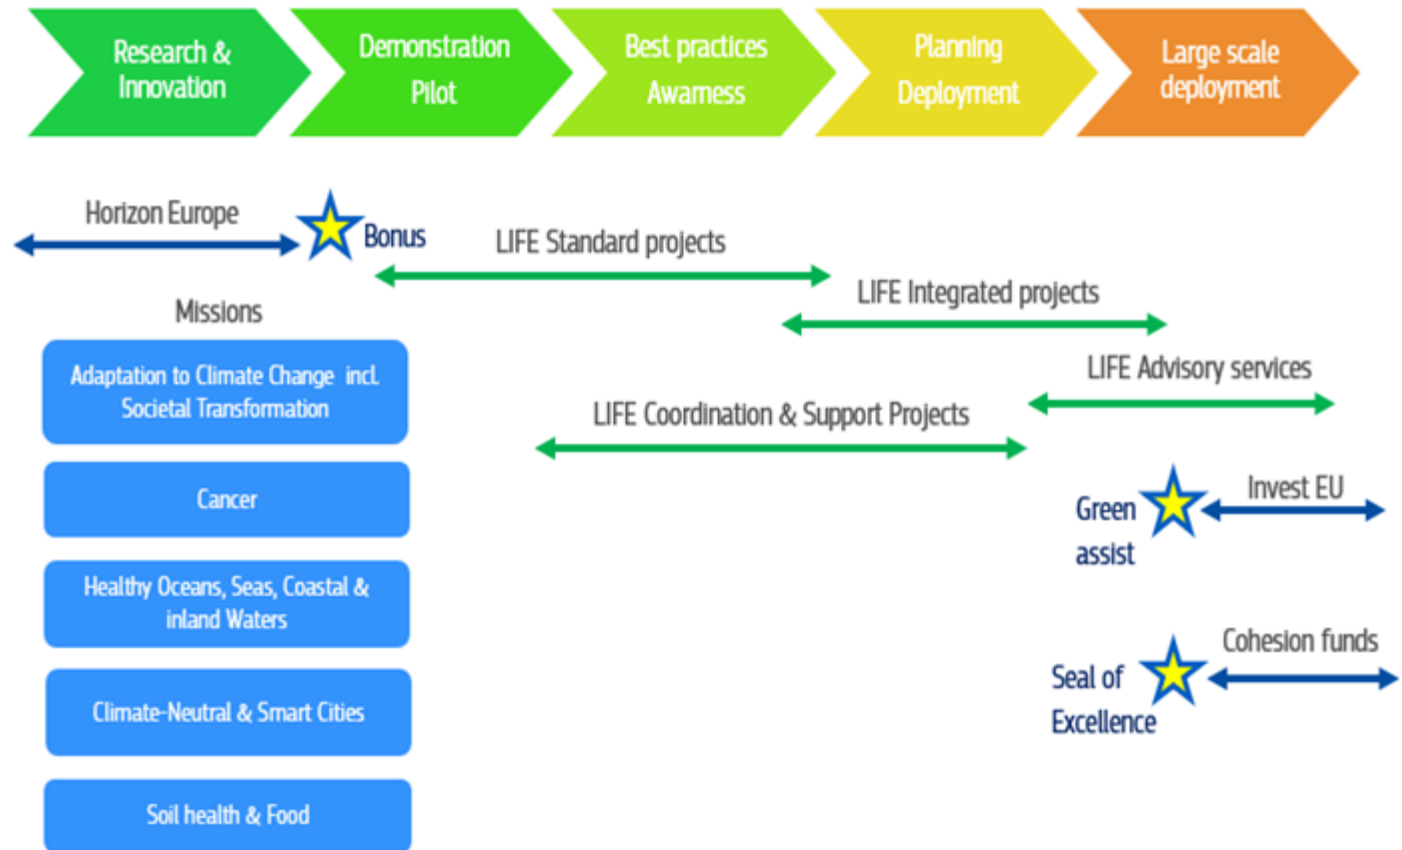 Research &
Innovation
Demonstration
Pilot
Best practices
Awarness
Planning
Deployment
Large scale
deployment
Horizon Europe
Bonus
LIFE Standard projects
LIFE Integrated projects
Missions
LIFE Advisory services
Adaptation to Climate Change incl.
Societal Transformation
LIFE Coordination & Support Projects
Cancer
Green
assist
Invest EU
Healthy Oceans, Seas, Coastal &
inland Waters
Cohesion funds
Seal of
Excellence
Climate-Neutral & Smart Cities
Soil health & Food